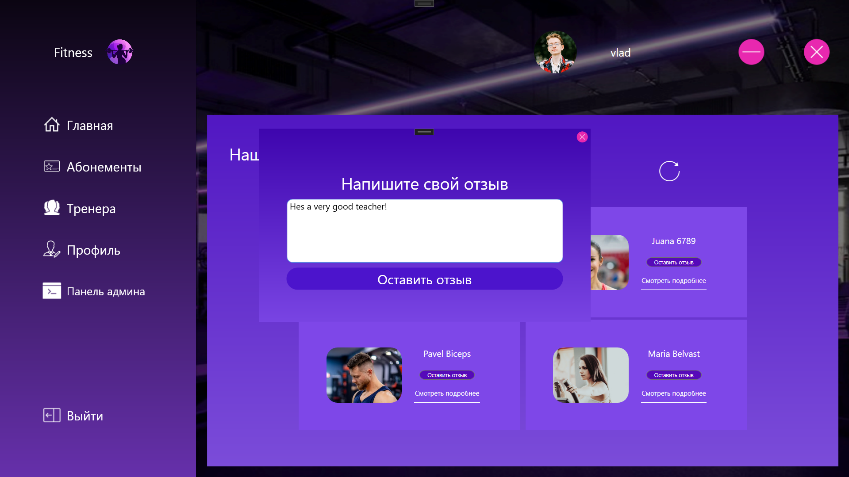 Fitness
vlad
Главная
Абонементы
Тренера
Профиль
Панель админа
Выйти
Наш
Напишите свой отзыв
Hes a very good teacher!
Оставить отзыв
Juana 6789
Оставить отзыв
Смотреть подробнее
Pavel Biceps
Оставить отзыв
Смотреть подробнее
Maria Belvast
Оставить отзыв
Смотреть подробнее